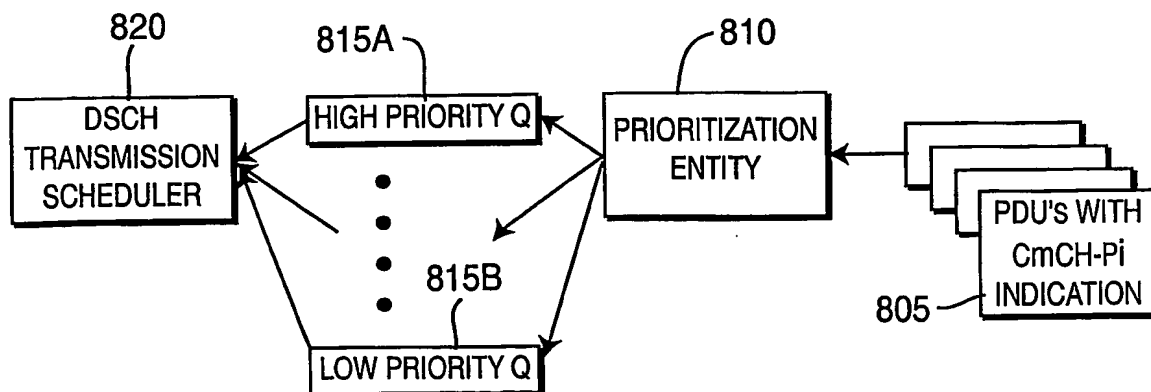 820
815A
810
DSCH
TRANSMISSION
SCHEDULER
HIGH PRIORITY Q
PRIORITIZATION
ENTITY
PDU's WITH
CmCH-Pi
INDICATION
805
815B
LOW PRIORITY Q